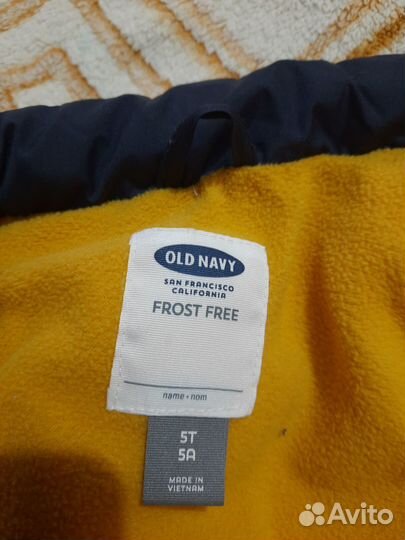 OLD NAVY
SAN FRANCISCO
CALIFORNIA
FROST FREE
name • nom
5T
5A
MADE IN
VIETNAM
Avito